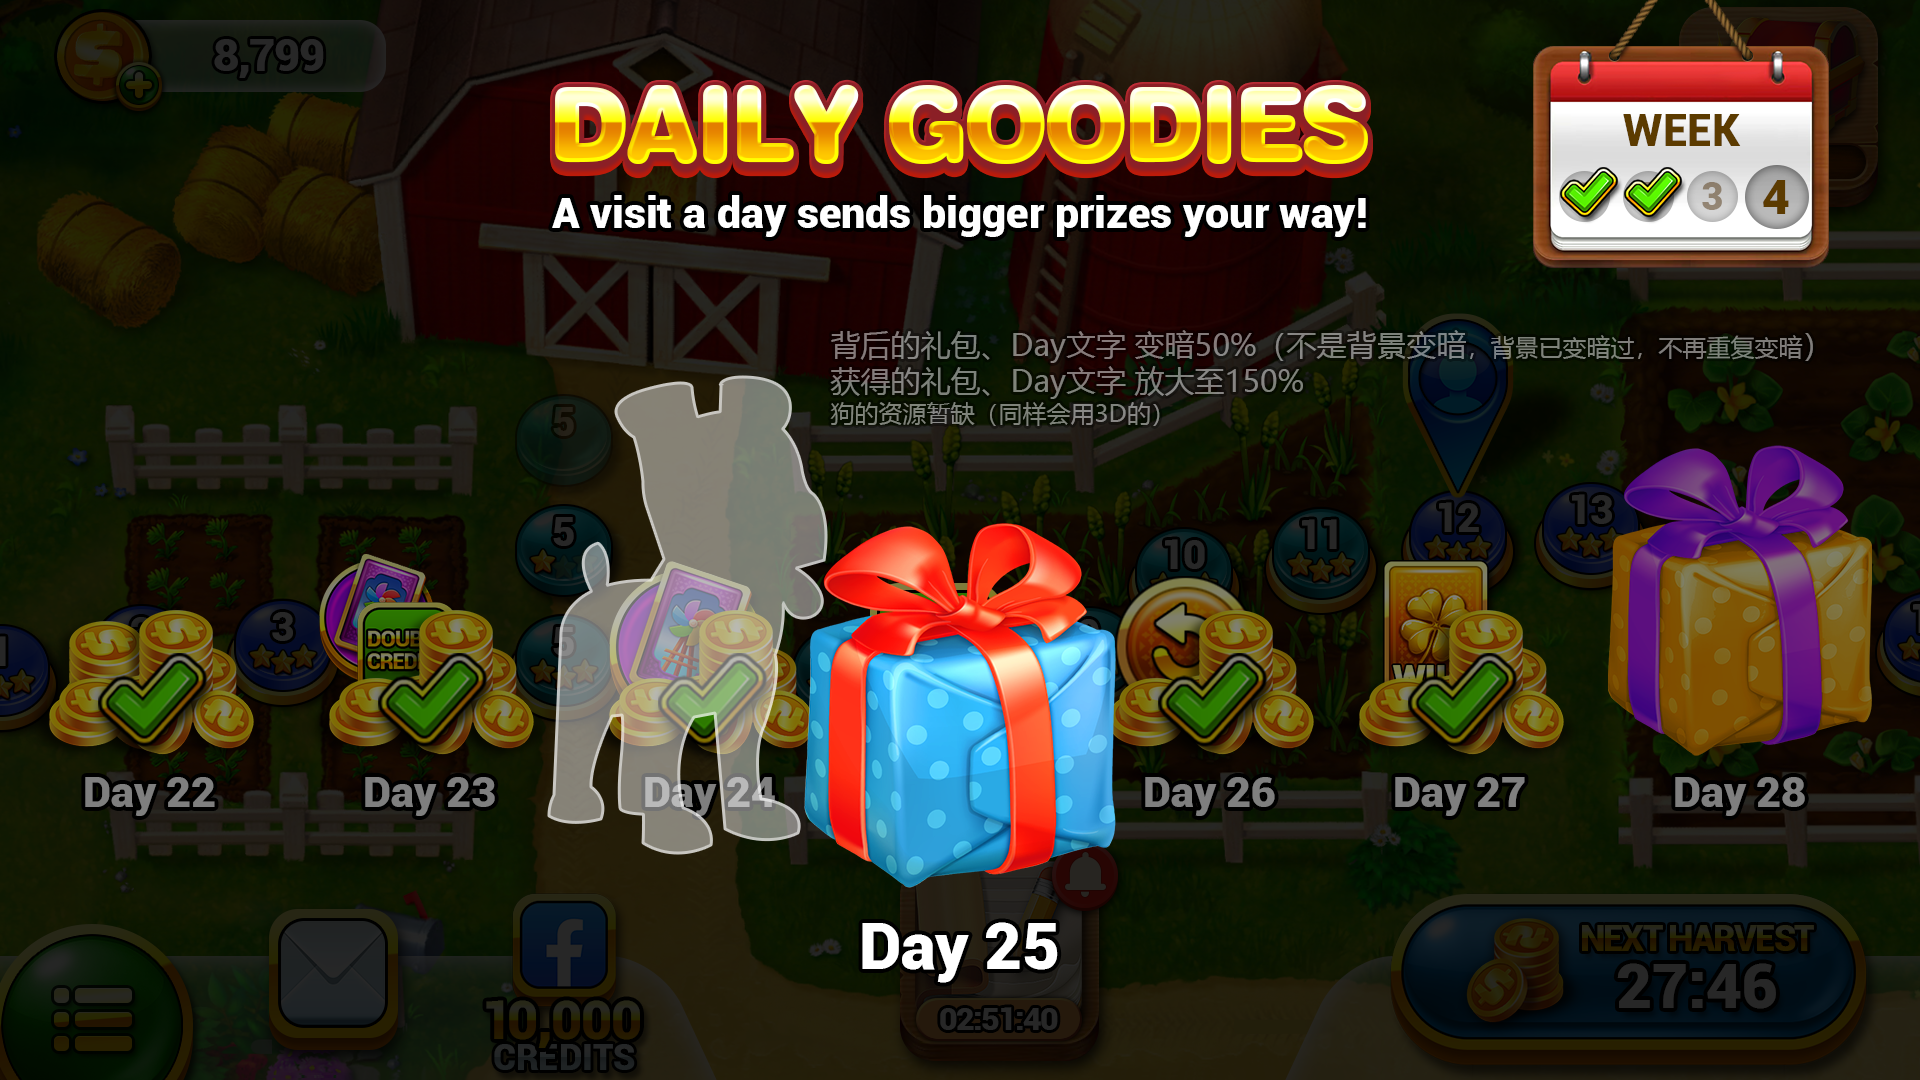 8,799
DAILY GOODIES
A visit a day sends bigger prizes your way!
WEEK
3 4
背后的礼包、Day文字 变暗50%（不是背景变暗，背景已变暗过，不再重复变暗）
获得的礼包、Day文字 放大至150%
狗的资源暂缺（同样会用3D的）
5
5
5
3
10
11
12
13
Day 22
Day 23
Day 24
Day 25
Day 26
Day 27
Day 28
10,000
CREDITS
02:51:40
NEXT HARVEST
27:46